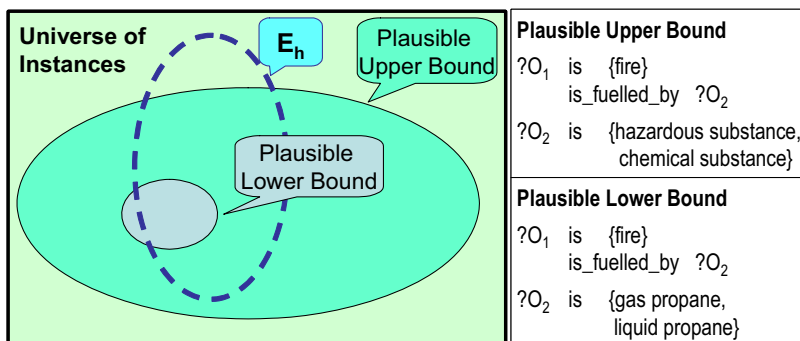 Universe of
Instances
E_h
Plausible
Upper Bound
Plausible
Lower Bound
Plausible Upper Bound
?O₁ is {fire}
is_fuelled_by ?O₂
?O₂ is {hazardous substance,
chemical substance}
Plausible Lower Bound
?O₁ is {fire}
is_fuelled_by ?O₂
?O₂ is {gas propane,
liquid propane}